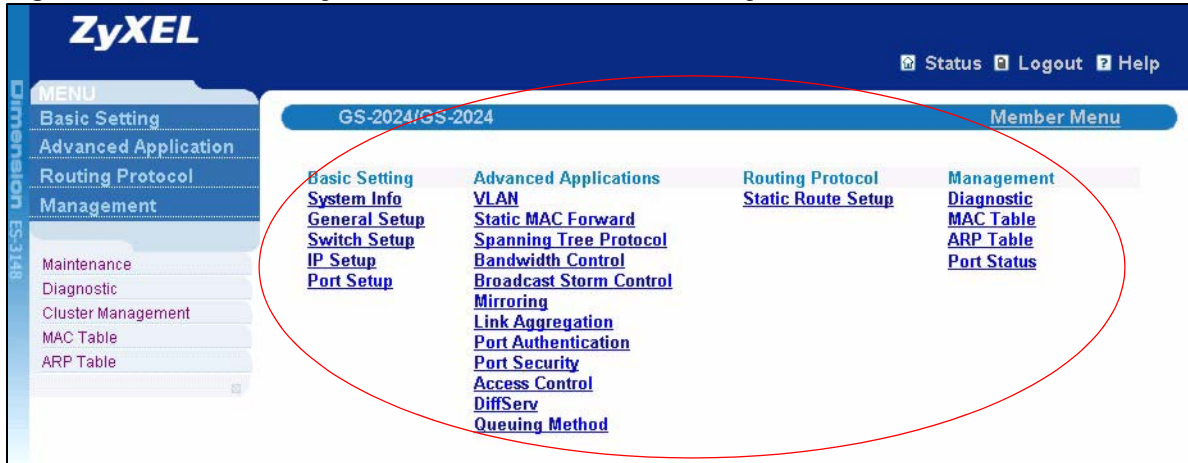 ZyXEL
Status Logout Help
Dimension ES-3148
MENU
Basic Setting
Advanced Application
Routing Protocol
Management
Maintenance
Diagnostic
Cluster Management
MAC Table
ARP Table
GS-2024/GS-2024 Member Menu
Basic Setting
System Info
General Setup
Switch Setup
IP Setup
Port Setup
Advanced Applications
VLAN
Static MAC Forward
Spanning Tree Protocol
Bandwidth Control
Broadcast Storm Control
Mirroring
Link Aggregation
Port Authentication
Port Security
Access Control
DiffServ
Queuing Method
Routing Protocol
Static Route Setup
Management
Diagnostic
MAC Table
ARP Table
Port Status